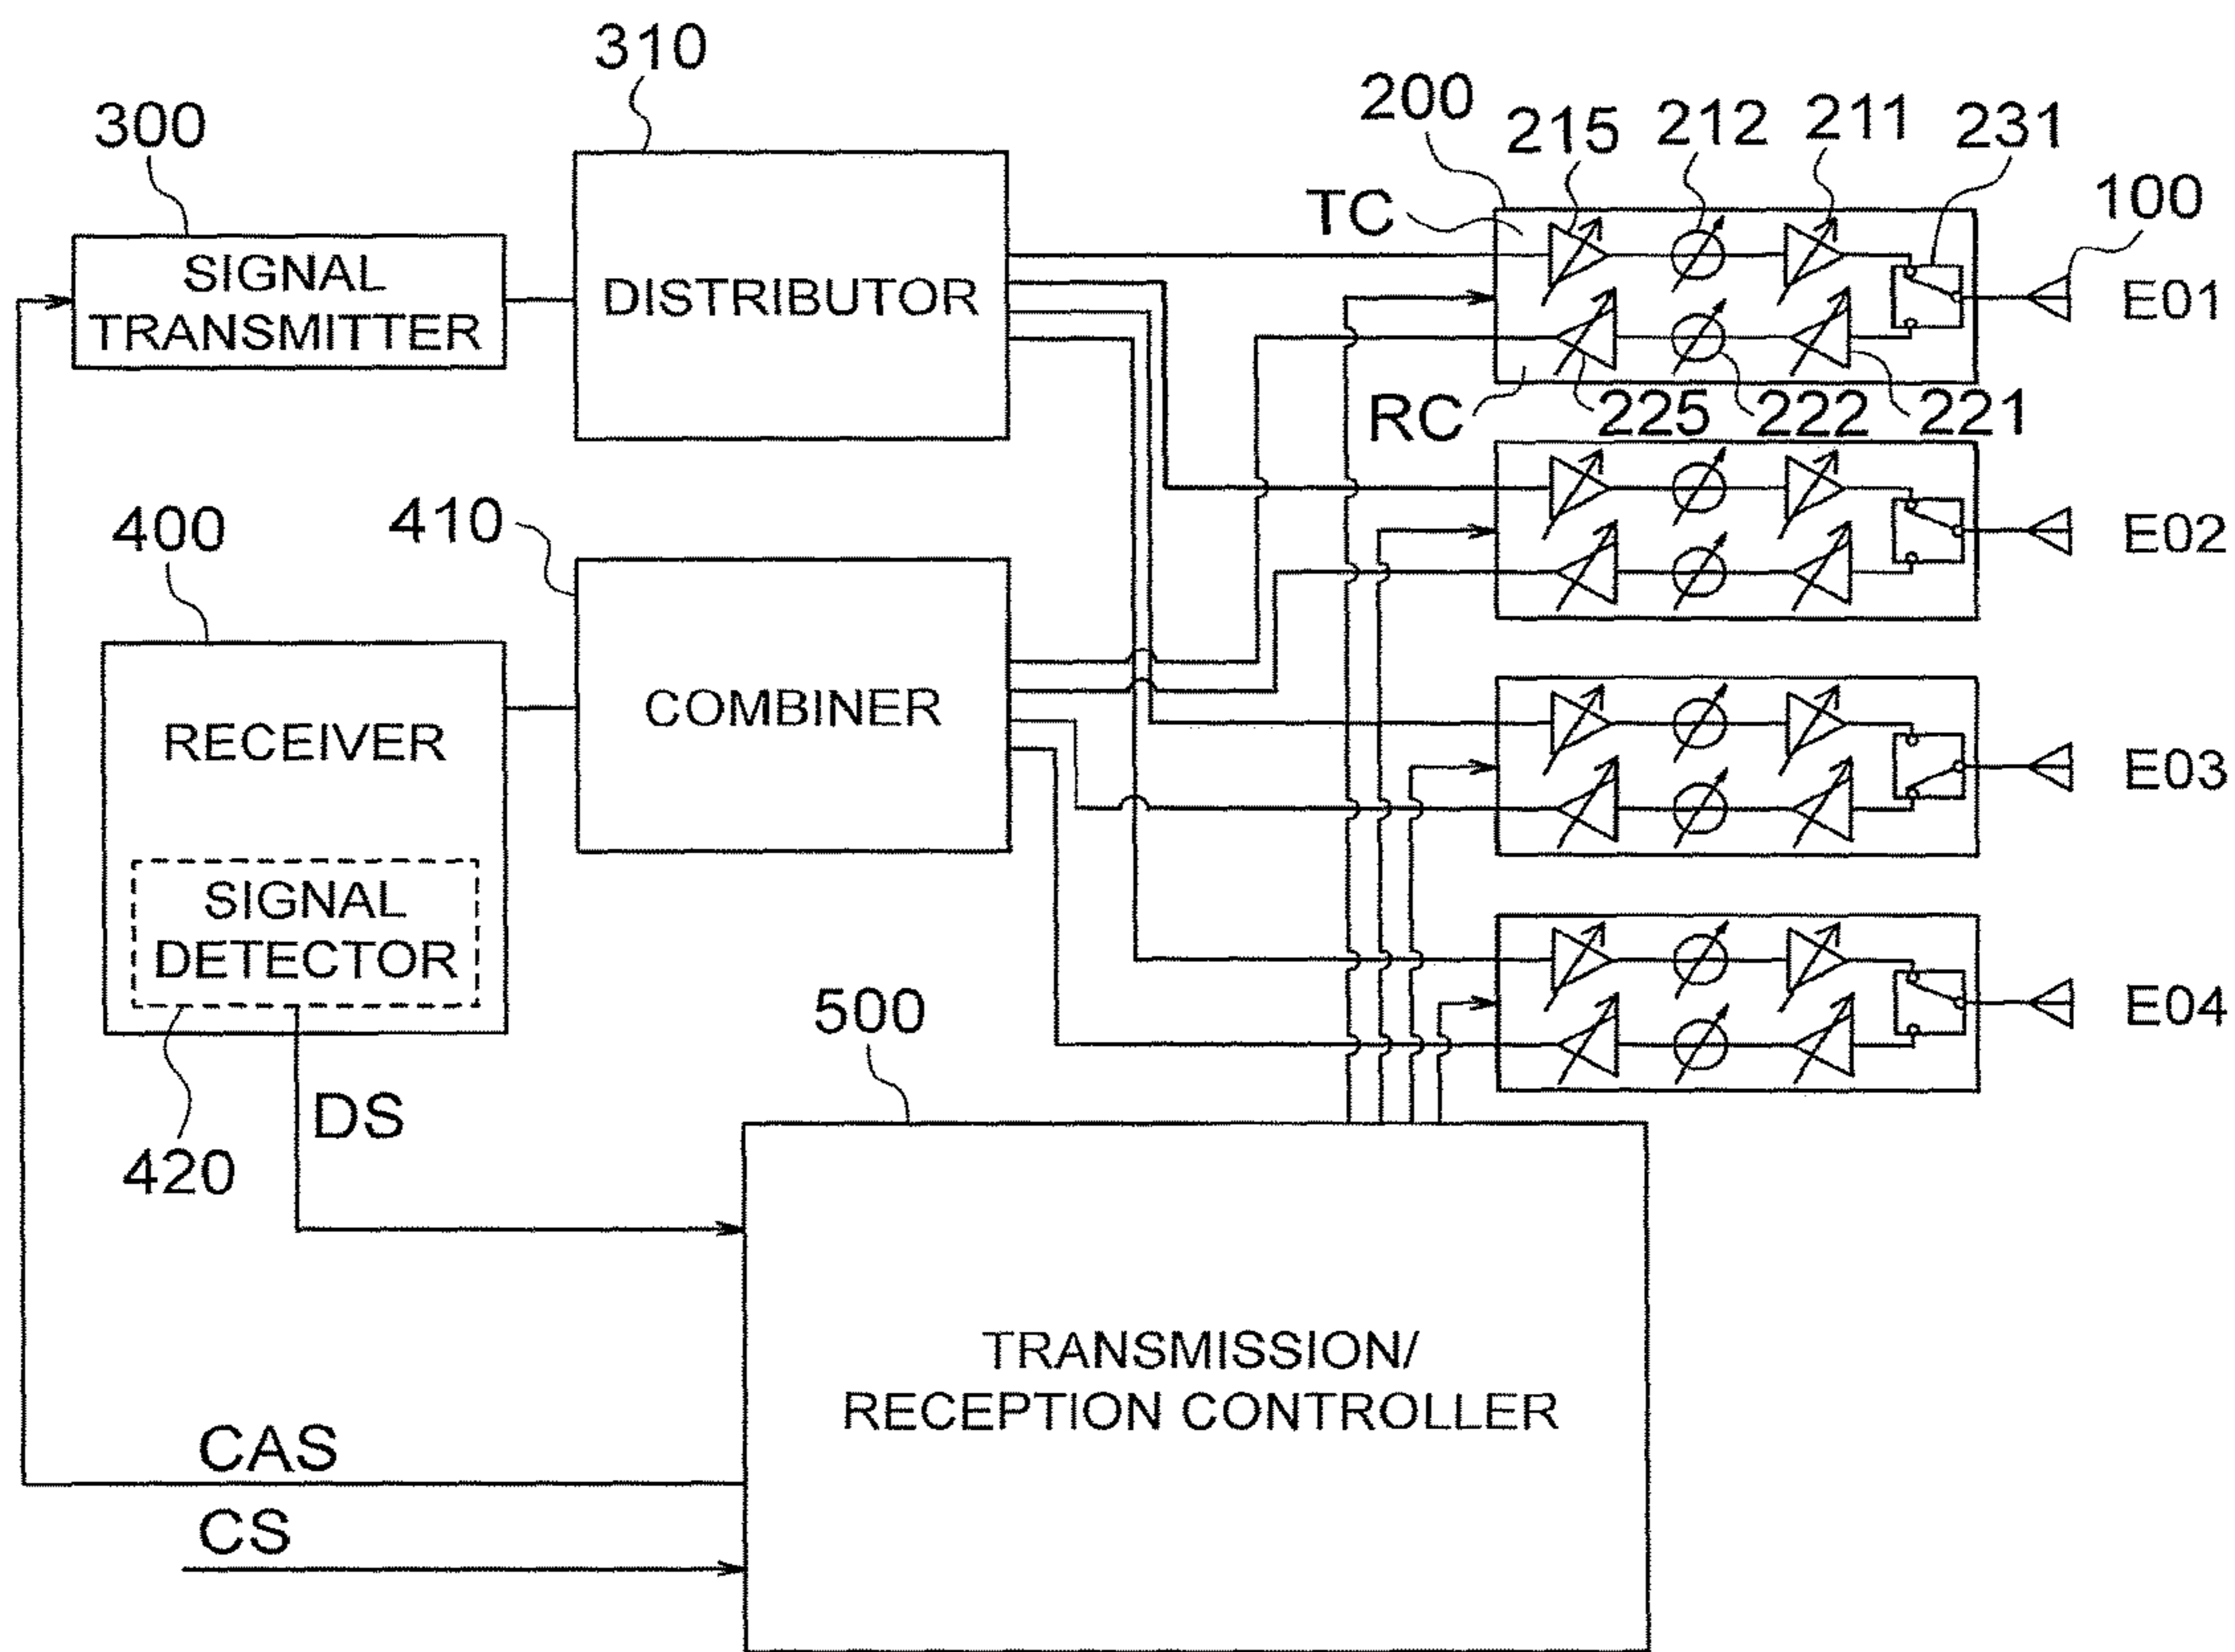 310
300
200
215
212
211
231
100
TC
SIGNAL
TRANSMITTER
DISTRIBUTOR
E01
RC
225
222
221
400
410
E02
RECEIVER
COMBINER
E03
SIGNAL
DETECTOR
500
E04
DS
420
TRANSMISSION/
RECEPTION CONTROLLER
CAS
CS